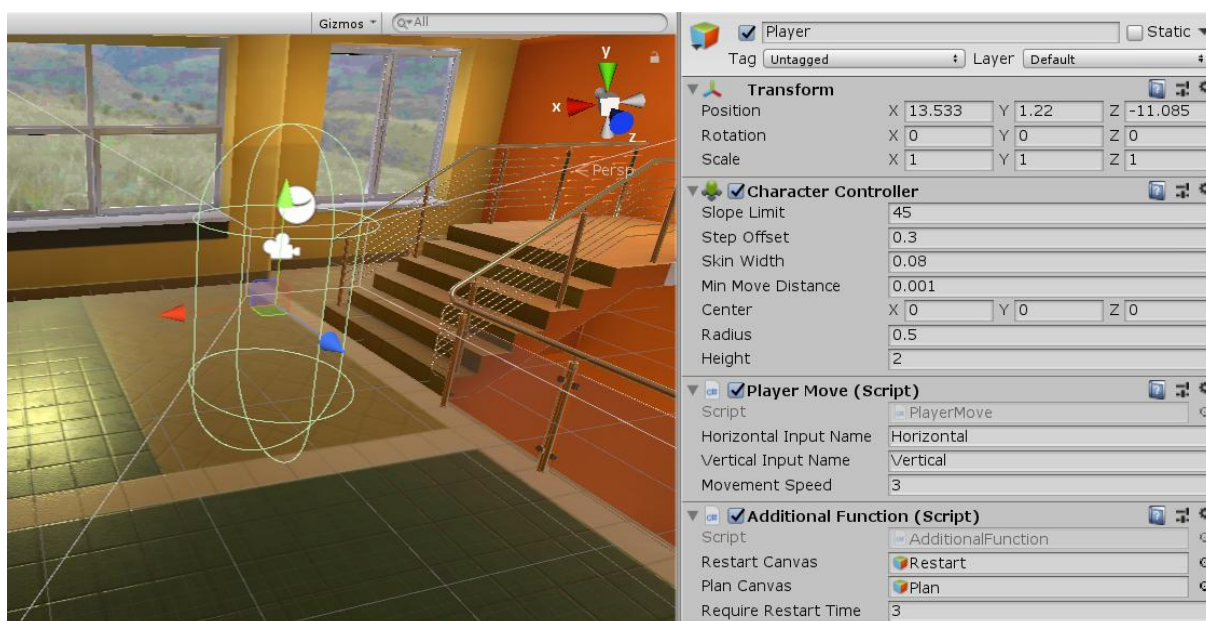 Gizmos All
y
x
z
Persp
Player Static
Tag Untagged Layer Default
Transform
Position X 13.533 Y 1.22 Z -11.085
Rotation X 0 Y 0 Z 0
Scale X 1 Y 1 Z 1
Character Controller
Slope Limit 45
Step Offset 0.3
Skin Width 0.08
Min Move Distance 0.001
Center X 0 Y 0 Z 0
Radius 0.5
Height 2
Player Move (Script)
Script PlayerMove
Horizontal Input Name Horizontal
Vertical Input Name Vertical
Movement Speed 3
Additional Function (Script)
Script AdditionalFunction
Restart Canvas Restart
Plan Canvas Plan
Require Restart Time 3